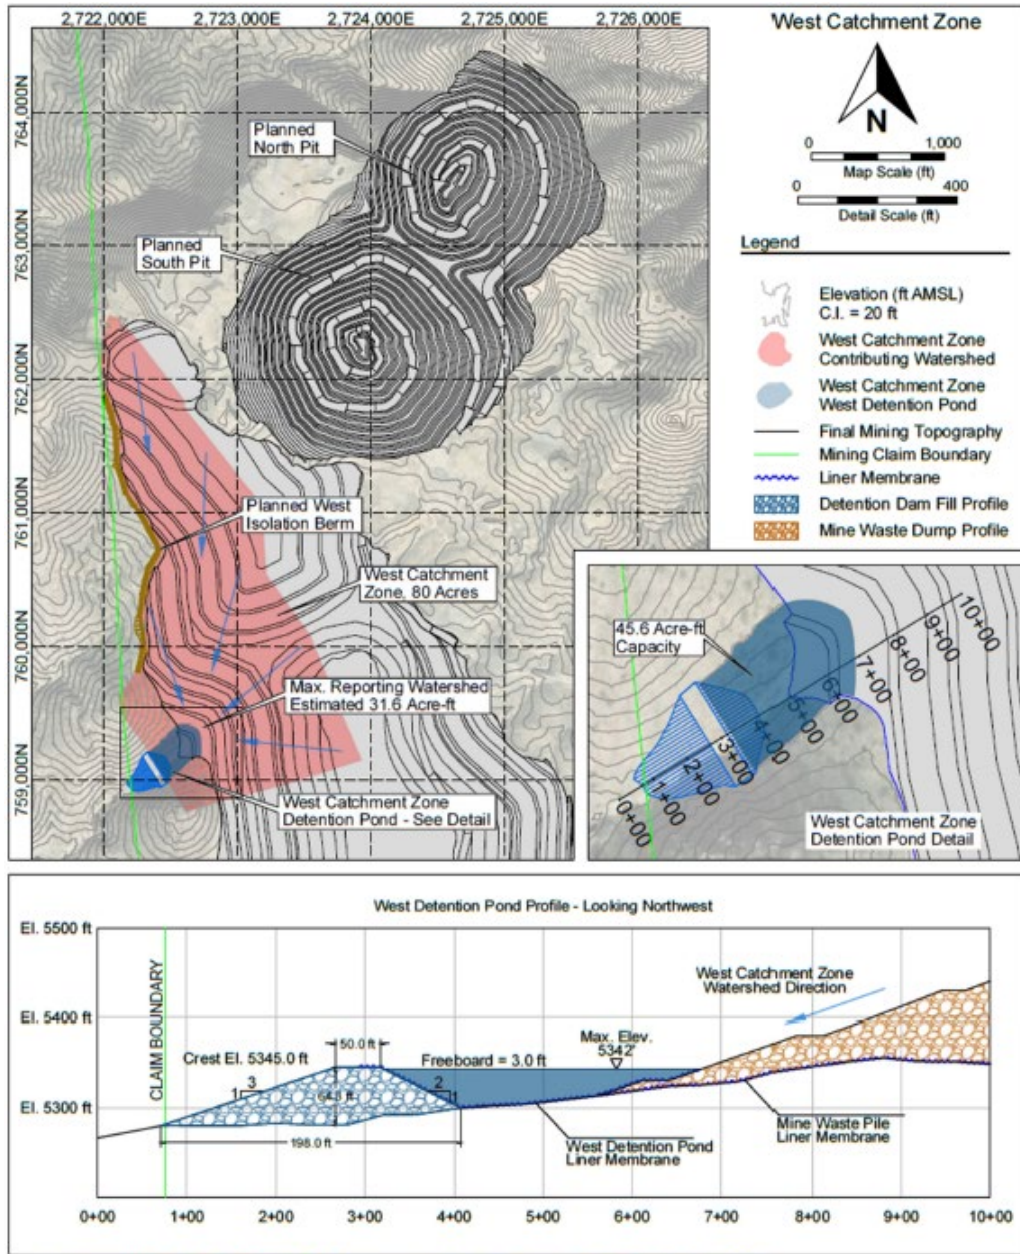 2,722,000E
2,723,000E
2,724,000E
2,725,000E
2,726,000E
764,000N
763,000N
762,000N
761,000N
760,000N
759,000N
Planned
North Pit
Planned
South Pit
Planned West
Isolation Berm
West Catchment
Zone, 80 Acres
Max. Reporting Watershed
Estimated 31.6 Acre-ft
West Catchment Zone
Detention Pond - See Detail
West Catchment Zone
N
0 1,000
Map Scale (ft)
0 400
Detail Scale (ft)
Legend
Elevation (ft AMSL)
C.I. = 20 ft
West Catchment Zone
Contributing Watershed
West Catchment Zone
West Detention Pond
Final Mining Topography
Mining Claim Boundary
Liner Membrane
Detention Dam Fill Profile
Mine Waste Dump Profile
45.6 Acre-ft
Capacity
0+00
1+00
2+00
3+00
4+00
5+00
6+00
7+00
8+00
9+00
10+00
West Catchment Zone
Detention Pond Detail
West Detention Pond Profile - Looking Northwest
El. 5500 ft
El. 5400 ft
El. 5300 ft
CLAIM BOUNDARY
Crest El. 5345.0 ft
50.0 ft
Freeboard = 3.0 ft
Max. Elev.
5342'
West Catchment Zone
Watershed Direction
3
1
2
1
198.0 ft
West Detention Pond
Liner Membrane
Mine Waste Pile
Liner Membrane
0+00 1+00 2+00 3+00 4+00 5+00 6+00 7+00 8+00 9+00 10+00